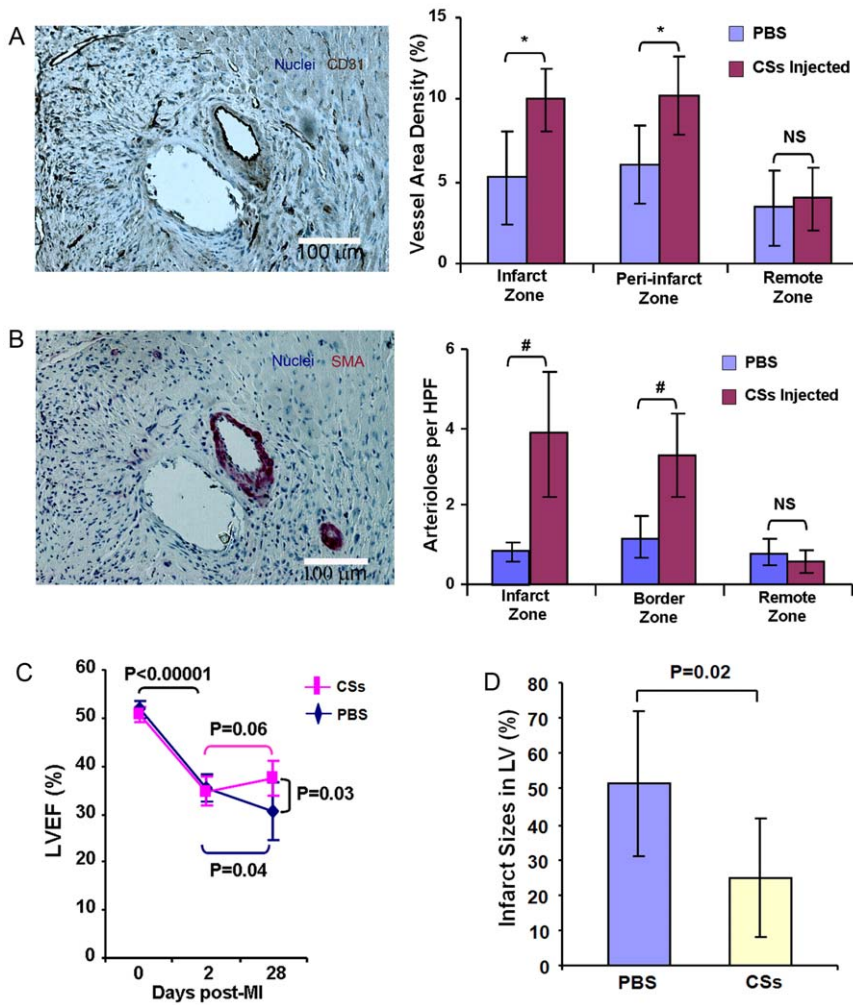 A
Nuclei CD31
100 µm
Vessel Area Density (%)
15
10
5
0
PBS
CSs Injected
*
*
NS
Infarct
Zone
Peri-infarct
Zone
Remote
Zone
B
Nuclei SMA
100 µm
Arterioloes per HPF
6
4
2
0
PBS
CSs Injected
#
#
NS
Infarct
Zone
Border
Zone
Remote
Zone
C
LVEF (%)
60
50
40
30
20
10
0
P<0.00001
CSs
PBS
P=0.06
P=0.03
P=0.04
0
2
28
Days post-MI
D
Infarct Sizes in LV (%)
80
70
60
50
40
30
20
10
0
P=0.02
PBS
CSs